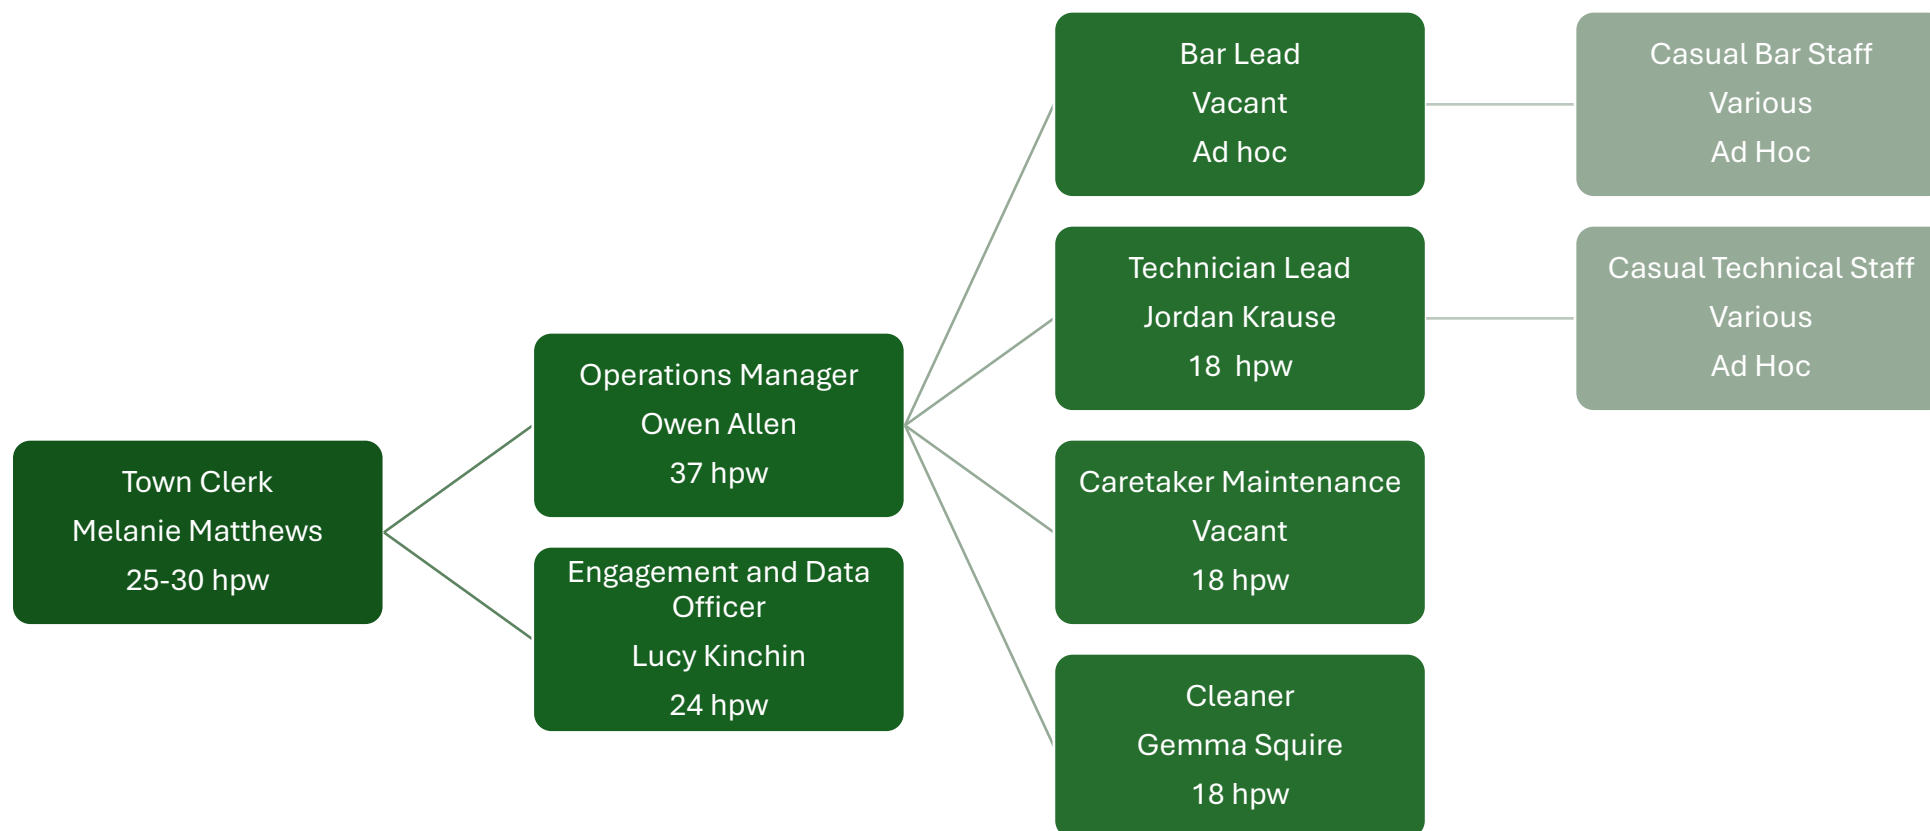 Town Clerk
Melanie Matthews
25-30 hpw
Operations Manager
Owen Allen
37 hpw
Engagement and Data
Officer
Lucy Kinchin
24 hpw
Bar Lead
Vacant
Ad hoc
Technician Lead
Jordan Krause
18  hpw
Caretaker Maintenance
Vacant
18 hpw
Cleaner
Gemma Squire
18 hpw
Casual Bar Staff
Various
Ad Hoc
Casual Technical Staff
Various
Ad Hoc